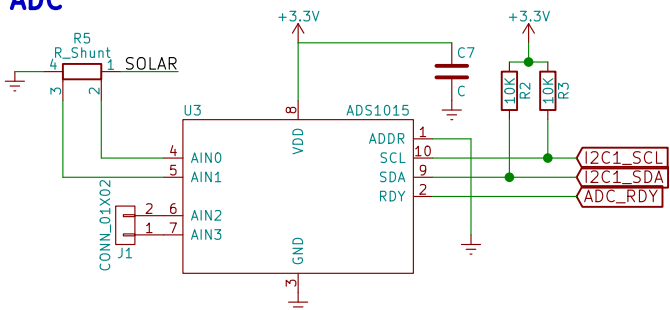 ADC
+3.3V
+3.3V
R5
R_Shunt
4
1
SOLAR
3
2
C7
C
10K
R2
10K
R3
U3
ADS1015
8
VDD
ADDR
1
4
AIN0
SCL
10
I2C1_SCL
5
AIN1
SDA
9
I2C1_SDA
RDY
2
ADC_RDY
CONN_01X02
2
6
AIN2
1
7
AIN3
J1
GND
3